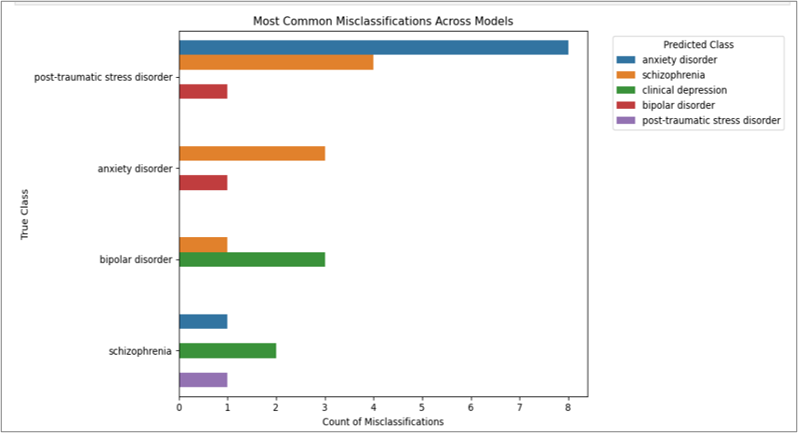 Most Common Misclassifications Across Models
Predicted Class
anxiety disorder
schizophrenia
clinical depression
bipolar disorder
post-traumatic stress disorder
True Class
post-traumatic stress disorder
anxiety disorder
bipolar disorder
schizophrenia
0 1 2 3 4 5 6 7 8
Count of Misclassifications